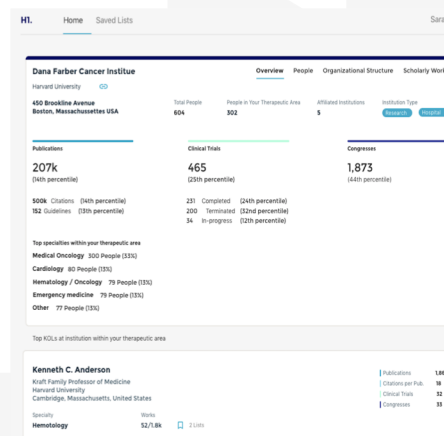 H1.
Home Saved Lists
Dana Farber Cancer Institue
Overview People Organizational Structure Scholarly
Harvard University
450 Brookline Avenue
Boston, Massachussettes USA
Total People People in Your Therapeutic Area Affiliated Institutions Institution Type
604 302 5 Research Hospital
Publications Clinical Trials Congresses
207k 465 1,873
(14th percentile) (25th percentile) (44th percentile)
500k Citations (14th percentile) 231 Completed (24th percentile)
152 Guidelines (13th percentile) 200 Terminated (32nd percentile)
34 In-progress (12th percentile)
Top specialties within your therapeutic area
Medical Oncology 300 People (33%)
Cardiology 80 People (13%)
Hematology / Oncology 79 People (13%)
Emergency medicine 79 People (13%)
Other 77 People (13%)
Top KOLs at institution within your therapeutic area
Kenneth C. Anderson
Kraft Family Professor of Medicine
Harvard University
Cambridge, Massachusetts, United States
Publications
Citations per Pub. 18
Clinical Trials 32
Congresses 33
Specialty Works
Hematology 52/1.8k 2 Lists